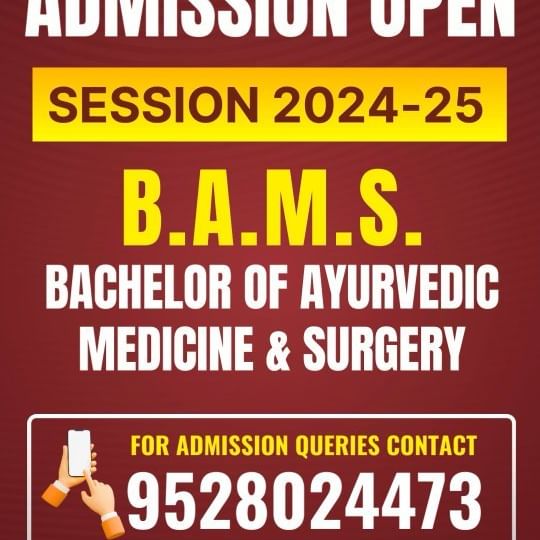 ADMISSION OPEN
SESSION 2024-25
B.A.M.S.
BACHELOR OF AYURVEDIC
MEDICINE & SURGERY
FOR ADMISSION QUERIES CONTACT
9528024473